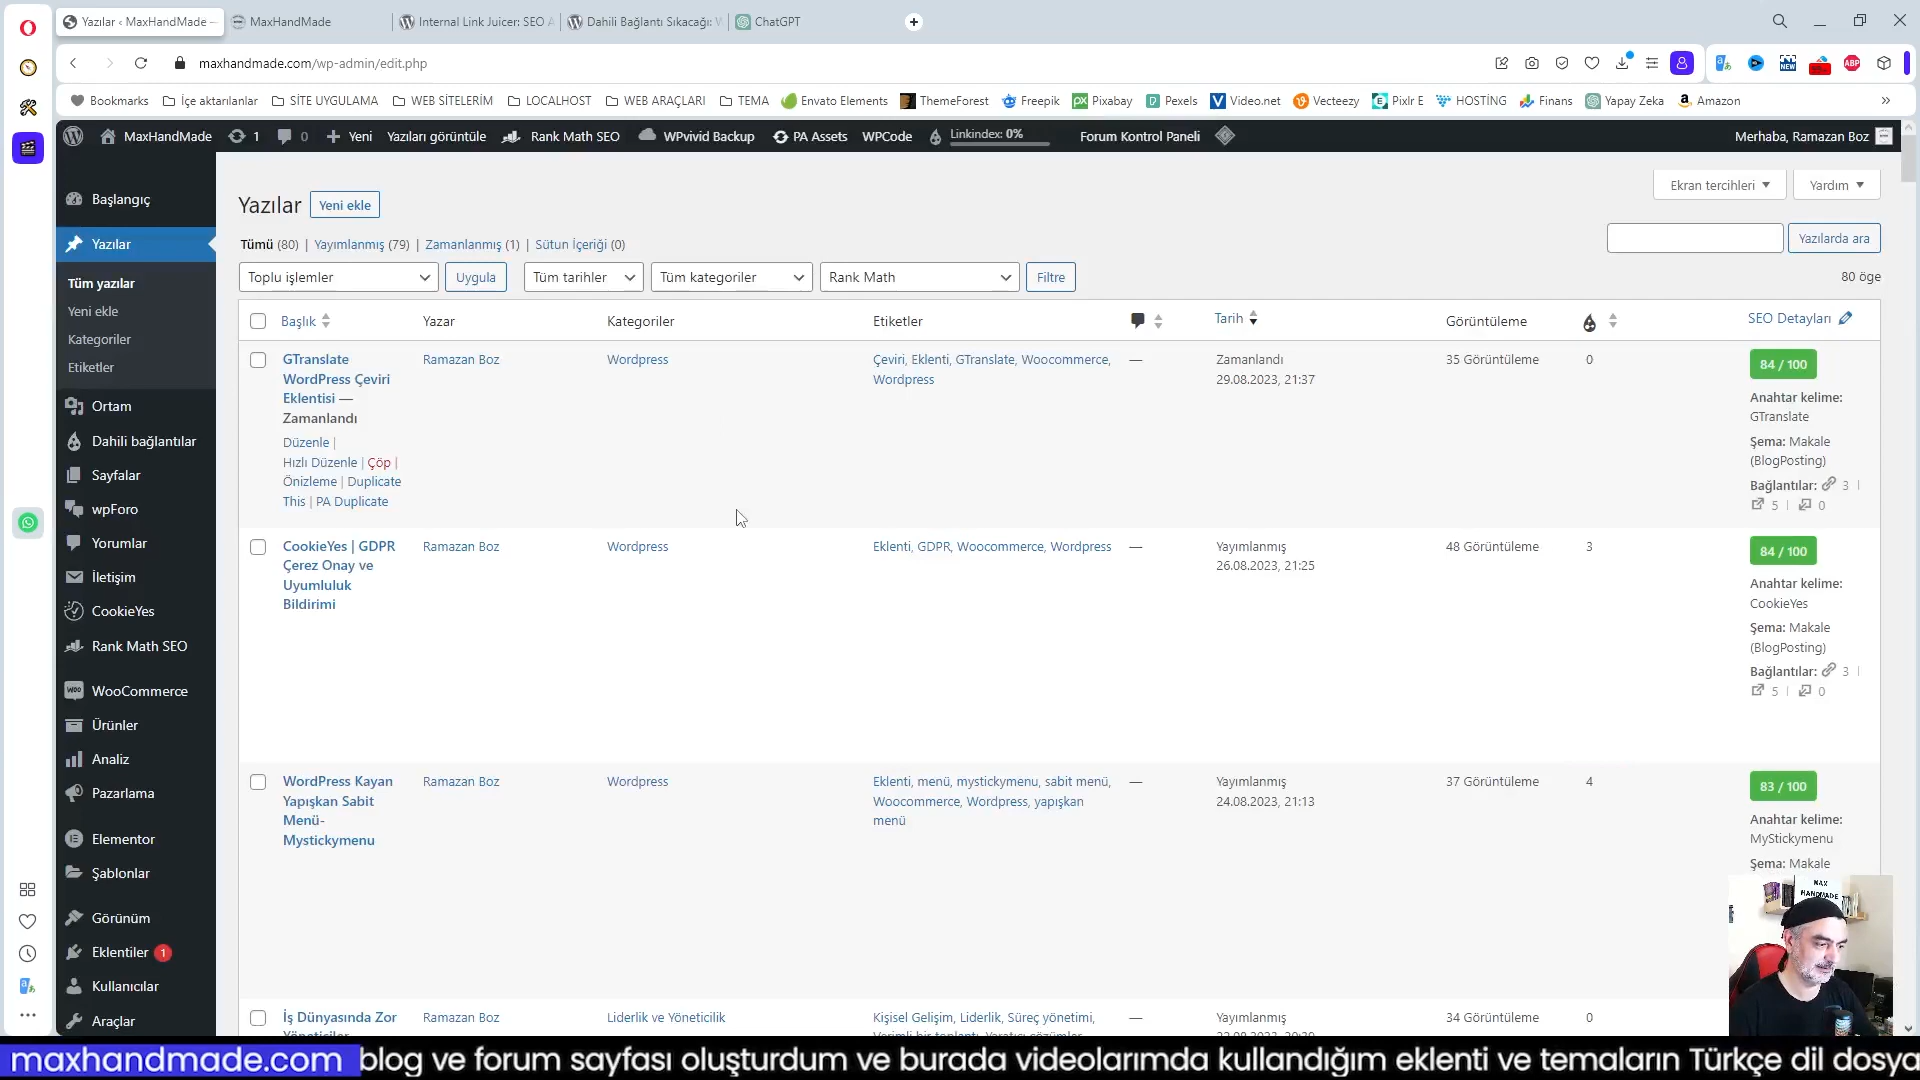 Yazılar ‹ MaxHandMade –
MaxHandMade
Internal Link Juicer: SEO A
Dahili Bağlantı Sıkacağı: W
ChatGPT
maxhandmade.com/wp-admin/edit.php
Bookmarks
İçe aktarılanlar
SİTE UYGULAMA
WEB SİTELERİM
LOCALHOST
WEB ARAÇLARI
TEMA
Envato Elements
ThemeForest
Freepik
Pixabay
Pexels
Video.net
Vecteezy
Pixlr E
HOSTİNG
Finans
Yapay Zeka
Amazon
MaxHandMade
1
0
Yeni
Yazıları görüntüle
Rank Math SEO
WPvivid Backup
PA Assets
WPCode
Linkindex: 0%
Forum Kontrol Paneli
Merhaba, Ramazan Boz
Başlangıç
Yazılar
Tüm yazılar
Yeni ekle
Kategoriler
Etiketler
Ortam
Dahili bağlantılar
Sayfalar
wpForo
Yorumlar
İletişim
CookieYes
Rank Math SEO
WooCommerce
Ürünler
Analiz
Pazarlama
Elementor
Şablonlar
Görünüm
Eklentiler 1
Kullanıcılar
Araçlar
Ekran tercihleri
Yardım
Yazılar
Yeni ekle
Tümü (80) | Yayımlanmış (79) | Zamanlanmış (1) | Sütun İçeriği (0)
Yazılarda ara
Toplu işlemler
Uygula
Tüm tarihler
Tüm kategoriler
Rank Math
Filtre
80 öge
Başlık
Yazar
Kategoriler
Etiketler
Tarih
Görüntüleme
SEO Detayları
GTranslate
WordPress Çeviri
Eklentisi —
Zamanlandı
Düzenle |
Hızlı Düzenle | Çöp |
Önizleme | Duplicate
This | PA Duplicate
Ramazan Boz
Wordpress
Çeviri, Eklenti, GTranslate, Woocommerce,
Wordpress
—
Zamanlandı
29.08.2023, 21:37
35 Görüntüleme
0
84 / 100
Anahtar kelime:
GTranslate
Şema: Makale
(BlogPosting)
Bağlantılar: 3 |
5 | 0
CookieYes | GDPR
Çerez Onay ve
Uyumluluk
Bildirimi
Ramazan Boz
Wordpress
Eklenti, GDPR, Woocommerce, Wordpress
—
Yayımlanmış
26.08.2023, 21:25
48 Görüntüleme
3
84 / 100
Anahtar kelime:
CookieYes
Şema: Makale
(BlogPosting)
Bağlantılar: 3 |
5 | 0
WordPress Kayan
Yapışkan Sabit
Menü-
Mystickymenu
Ramazan Boz
Wordpress
Eklenti, menü, mystickymenu, sabit menü,
Woocommerce, Wordpress, yapışkan
menü
—
Yayımlanmış
24.08.2023, 21:13
37 Görüntüleme
4
83 / 100
Anahtar kelime:
MyStickymenu
Şema: Makale
İş Dünyasında Zor
Ramazan Boz
Liderlik ve Yöneticilik
Kişisel Gelişim, Liderlik, Süreç yönetimi,
—
Yayımlanmış
34 Görüntüleme
0
MAX
HANDMADE
maxhandmade.com
blog ve forum sayfası oluşturdum ve burada videolarımda kullandığım eklenti ve temaların Türkçe dil dosya